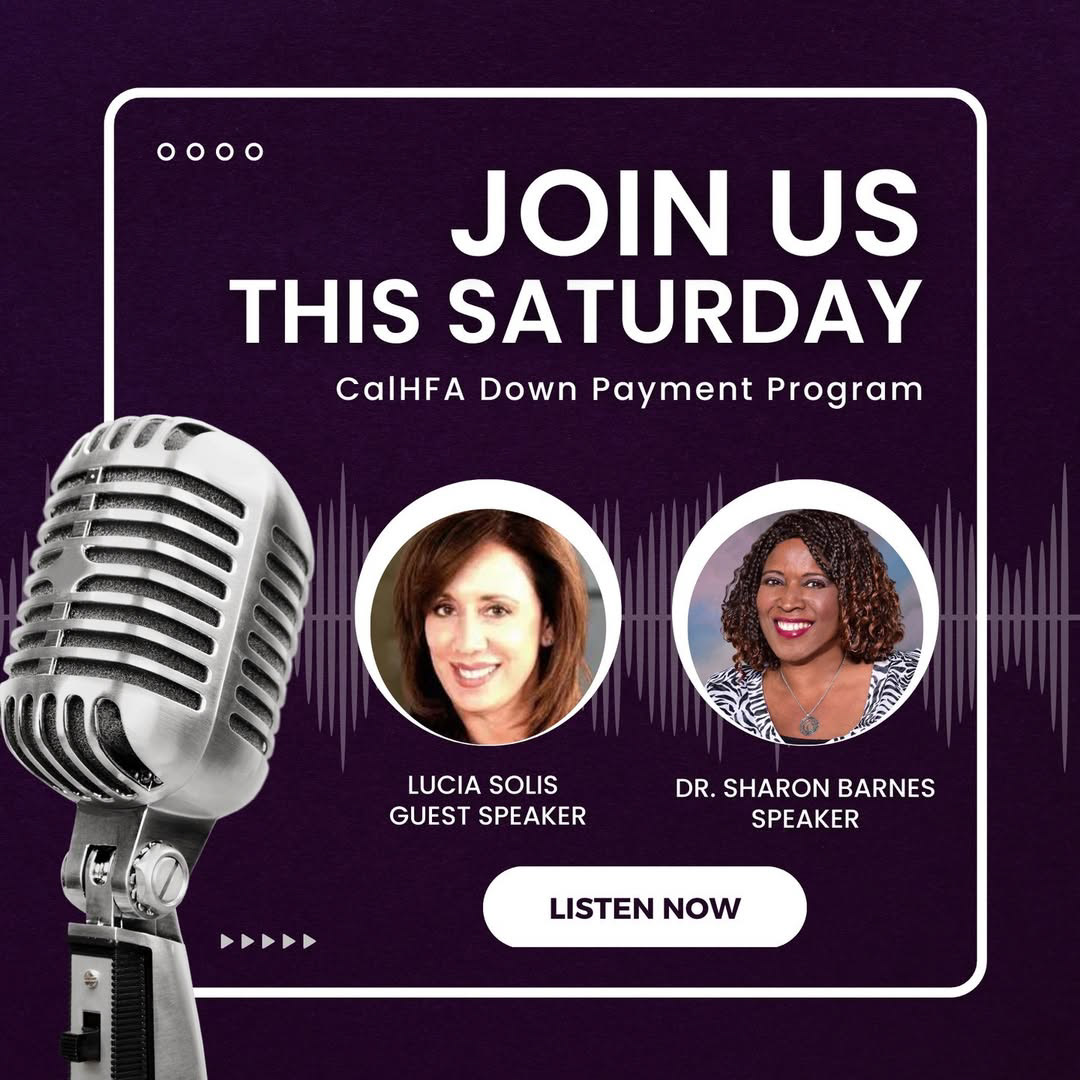 JOIN US
THIS SATURDAY
CalHFA Down Payment Program
LUCIA SOLIS
GUEST SPEAKER
DR. SHARON BARNES
SPEAKER
LISTEN NOW